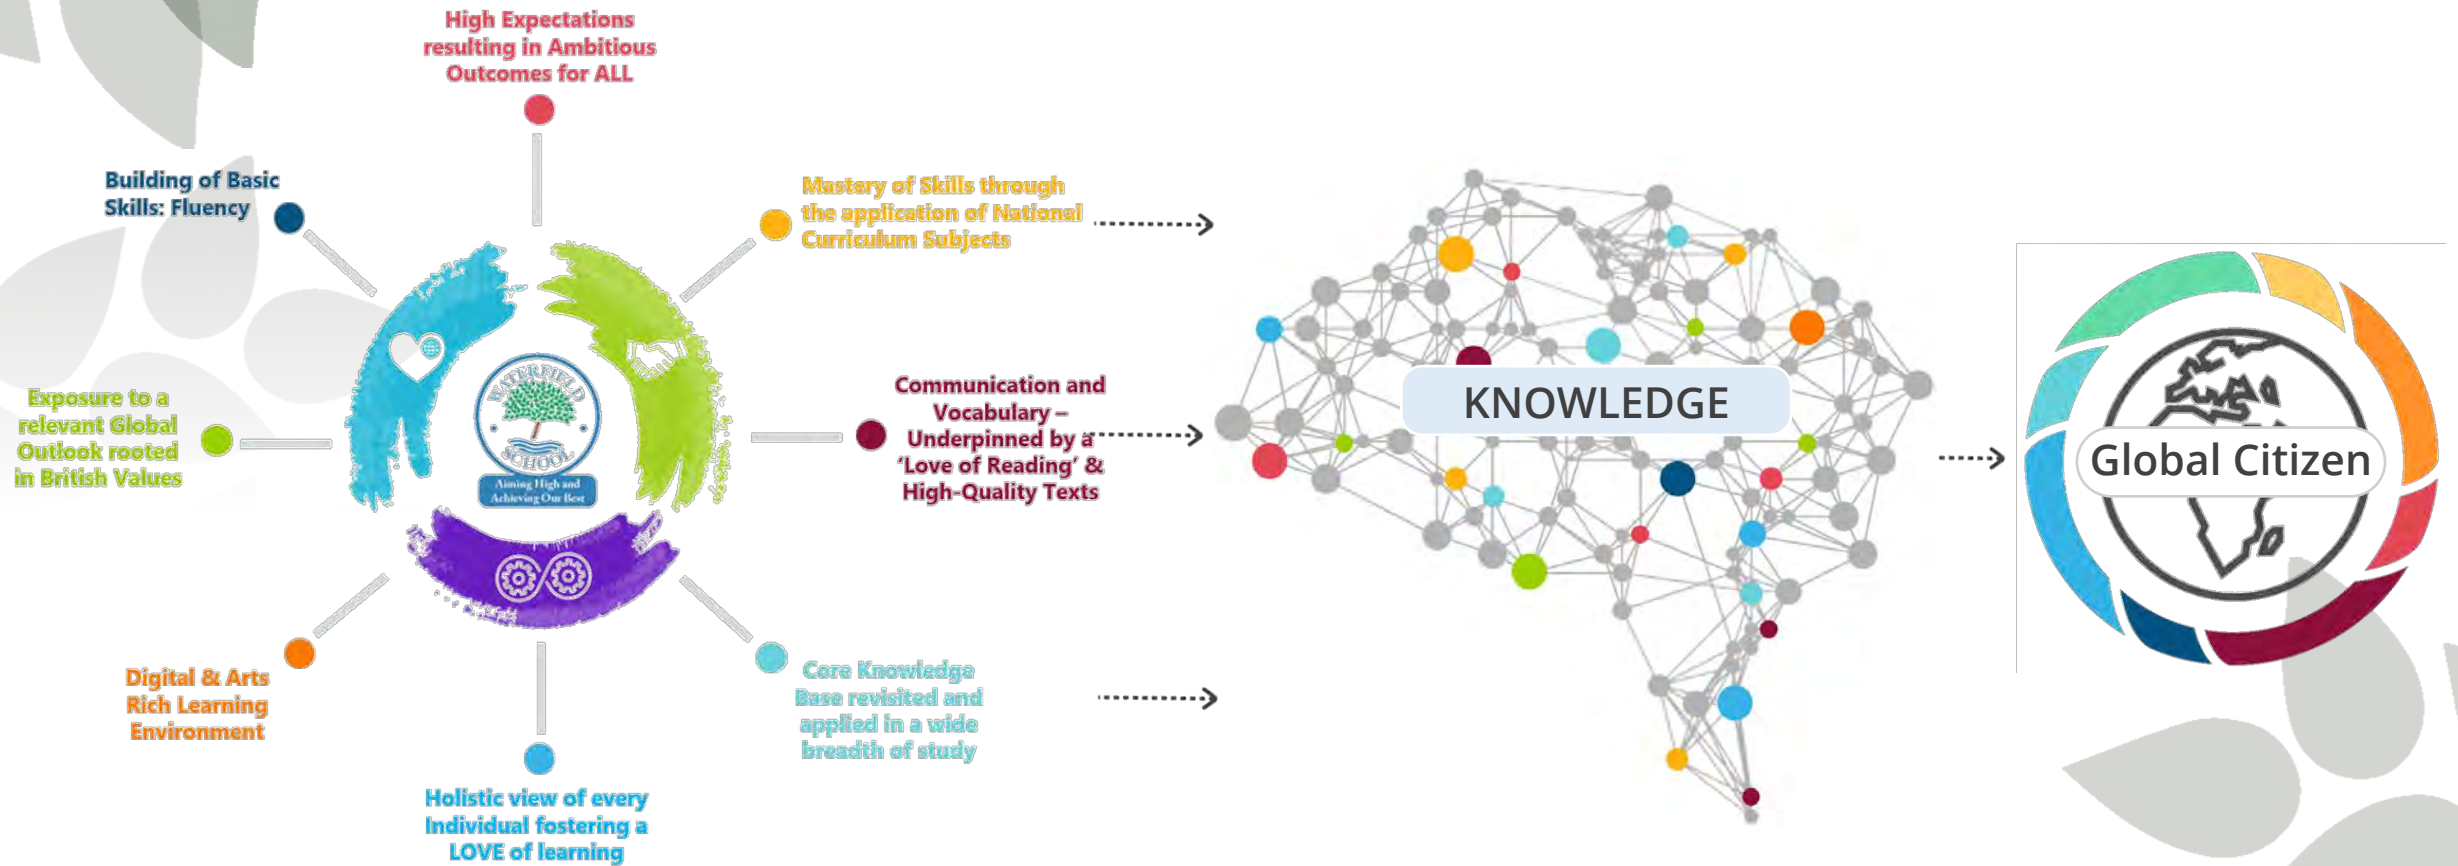 High Expectations
resulting in Ambitious
Outcomes for ALL
Building of Basic
Skills: Fluency
Mastery of Skills through
the application of National
Curriculum Subjects
Exposure to a
relevant Global
Outlook rooted
in British Values
BEATERFIELD
SCHOOL
Aiming High and
Achieving Our Best
Communication and
Vocabulary –
Underpinned by a
‘Love of Reading’ &
High-Quality Texts
Digital & Arts
Rich Learning
Environment
Core Knowledge
Base revisited and
applied in a wide
breadth of study
Holistic view of every
Individual fostering a
LOVE of learning
KNOWLEDGE
Global Citizen